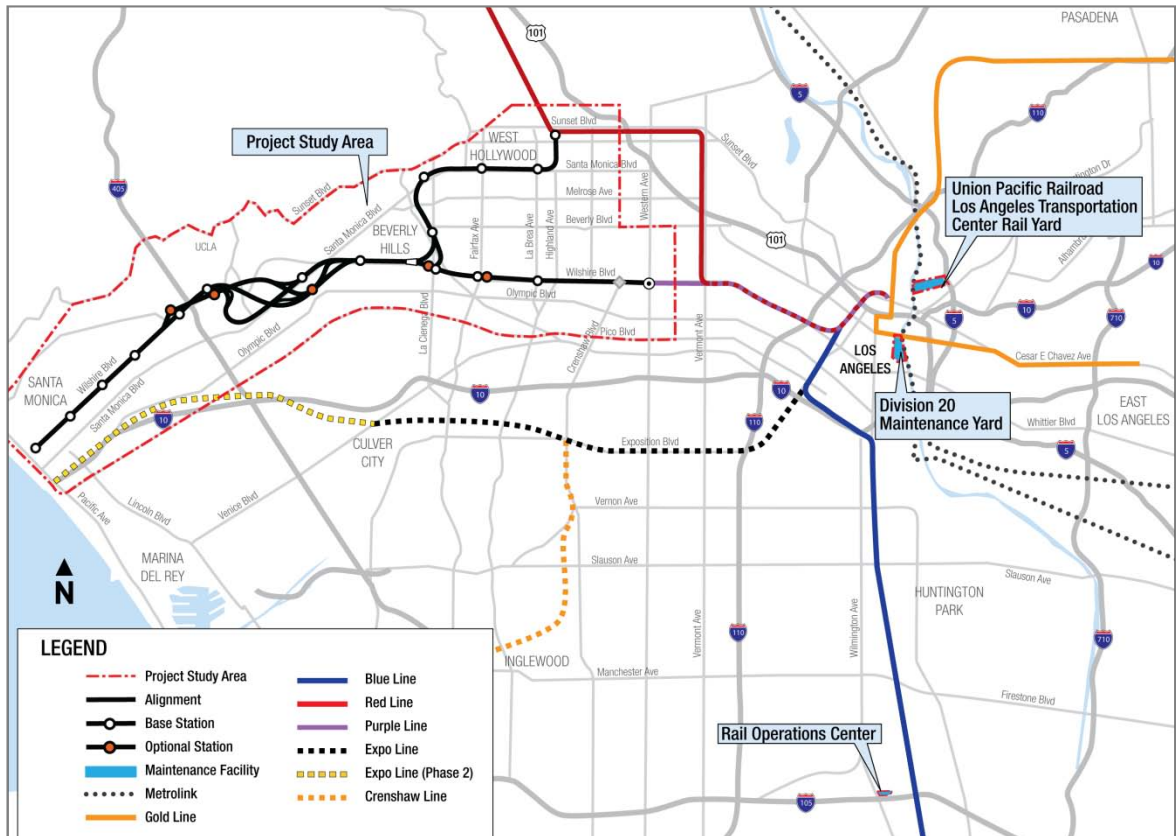 PASADENA
101
5
110
Sunset Blvd
WEST
HOLLYWOOD
Project Study Area
Santa Monica Blvd
Sunset Blvd
Union Pacific Railroad
Los Angeles Transportation
Center Rail Yard
405
Sunset Blvd
Melrose Ave
Western Ave
UCLA
Santa Monica Blvd
BEVERLY
HILLS
Fairfax Ave
La Brea Ave
Highland Ave
Beverly Blvd
101
10
Wilshire Blvd
Olympic Blvd
10
5
710
La Cienega Blvd
Crenshaw Blvd
Pico Blvd
Vermont Ave
Olympic Blvd
LOS
ANGELES
Cesar E Chavez Ave
SANTA
MONICA
Wilshire Blvd
Santa Monica Blvd
10
10
10
110
Division 20
Maintenance Yard
EAST
LOS ANGELES
Whittier Blvd
5
CULVER
CITY
Exposition Blvd
Pacific Ave
Lincoln Blvd
Venice Blvd
Vernon Ave
MARINA
DEL REY
N
Slauson Ave
Slauson Ave
HUNTINGTON
PARK
110
710
Vermont Ave
Wilmington Ave
INGLEWOOD
Manchester Ave
Firestone Blvd
Rail Operations Center
105
LEGEND
Project Study Area
Alignment
Base Station
Optional Station
Maintenance Facility
Metrolink
Gold Line
Blue Line
Red Line
Purple Line
Expo Line
Expo Line (Phase 2)
Crenshaw Line